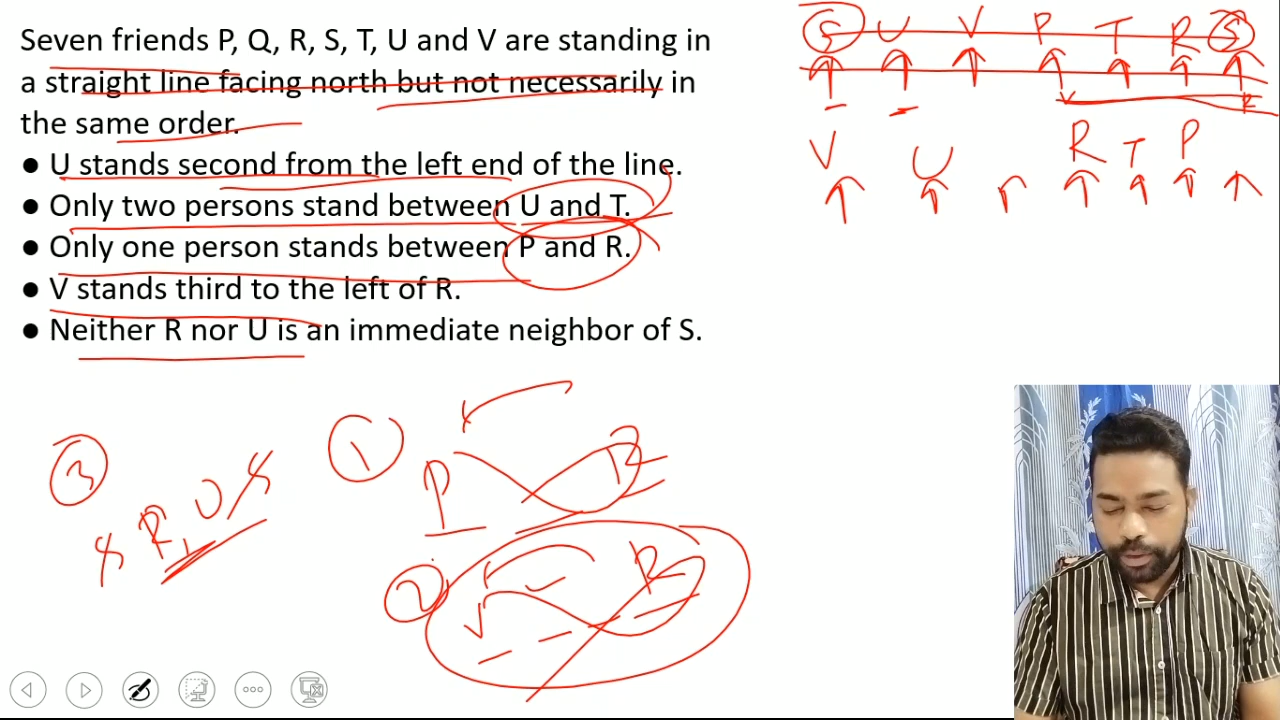 Seven friends P, Q, R, S, T, U and V are standing in
a straight line facing north but not necessarily in
the same order.
● U stands second from the left end of the line.
● Only two persons stand between U and T.
● Only one person stands between P and R.
● V stands third to the left of R.
● Neither R nor U is an immediate neighbor of S.
S U V P T R S
V U R T P
3
R, U
1
P R
2
V R